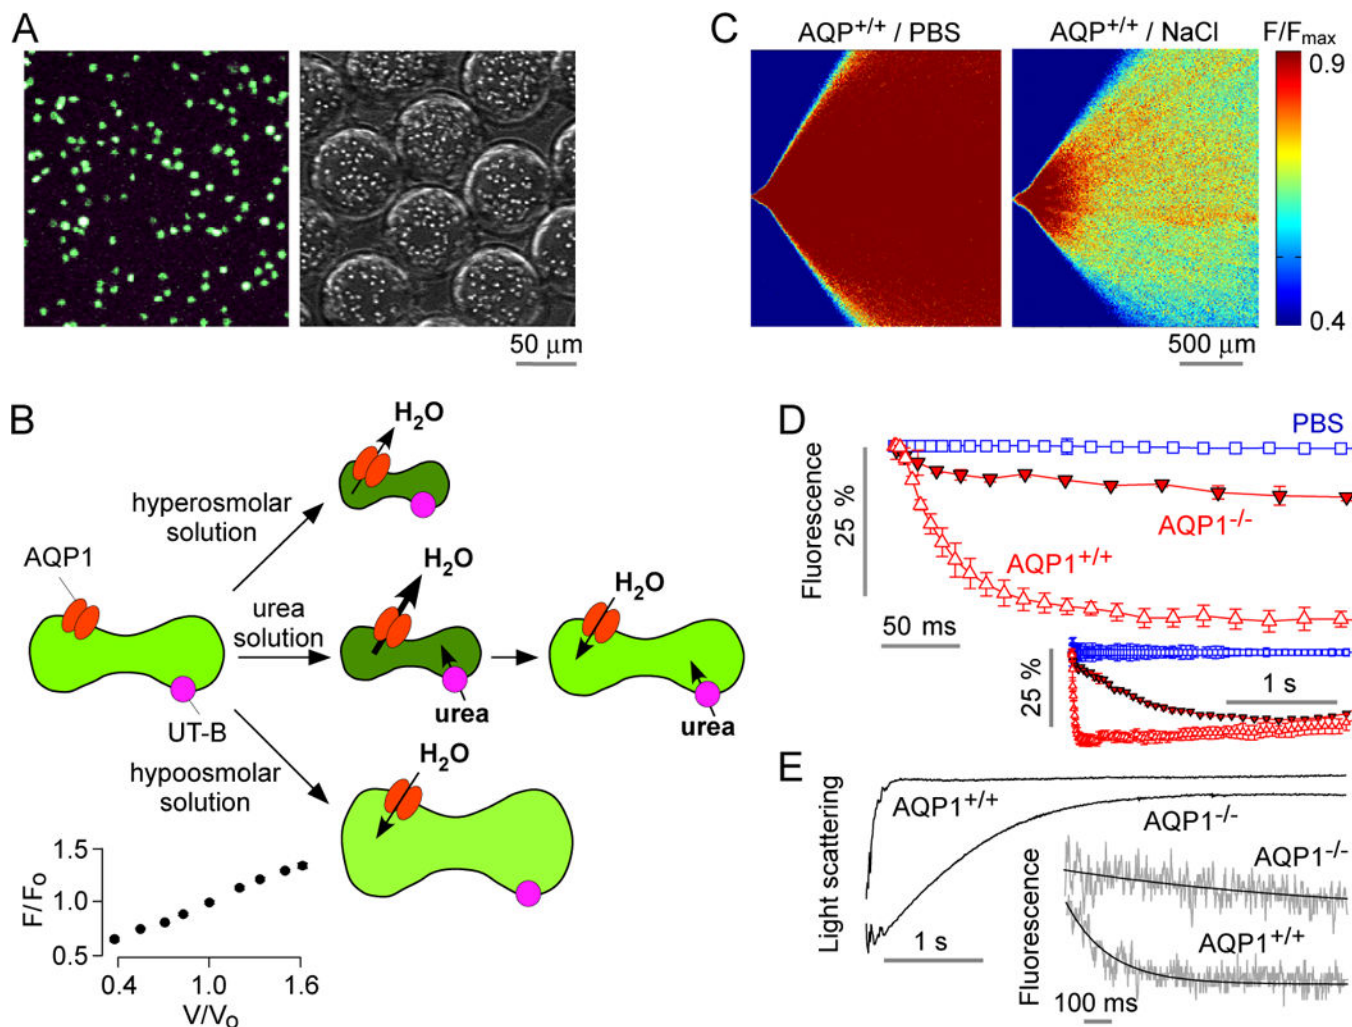 A
50 μm
B
H₂O
hyperosmolar
solution
AQP1
H₂O
urea
solution
H₂O
urea
urea
UT-B
H₂O
hypoosmolar
solution
1.5
1.0
0.5
F/Fo
0.4
1.0
1.6
V/Vo
C
AQP+/+ / PBS
AQP+/+ / NaCl
F/Fmax
0.9
0.4
500 μm
D
PBS
Fluorescence
25 %
AQP1-/-
AQP1+/+
50 ms
25 %
1 s
E
AQP1+/+
AQP1-/-
Light scattering
1 s
AQP1-/-
AQP1+/+
Fluorescence
100 ms